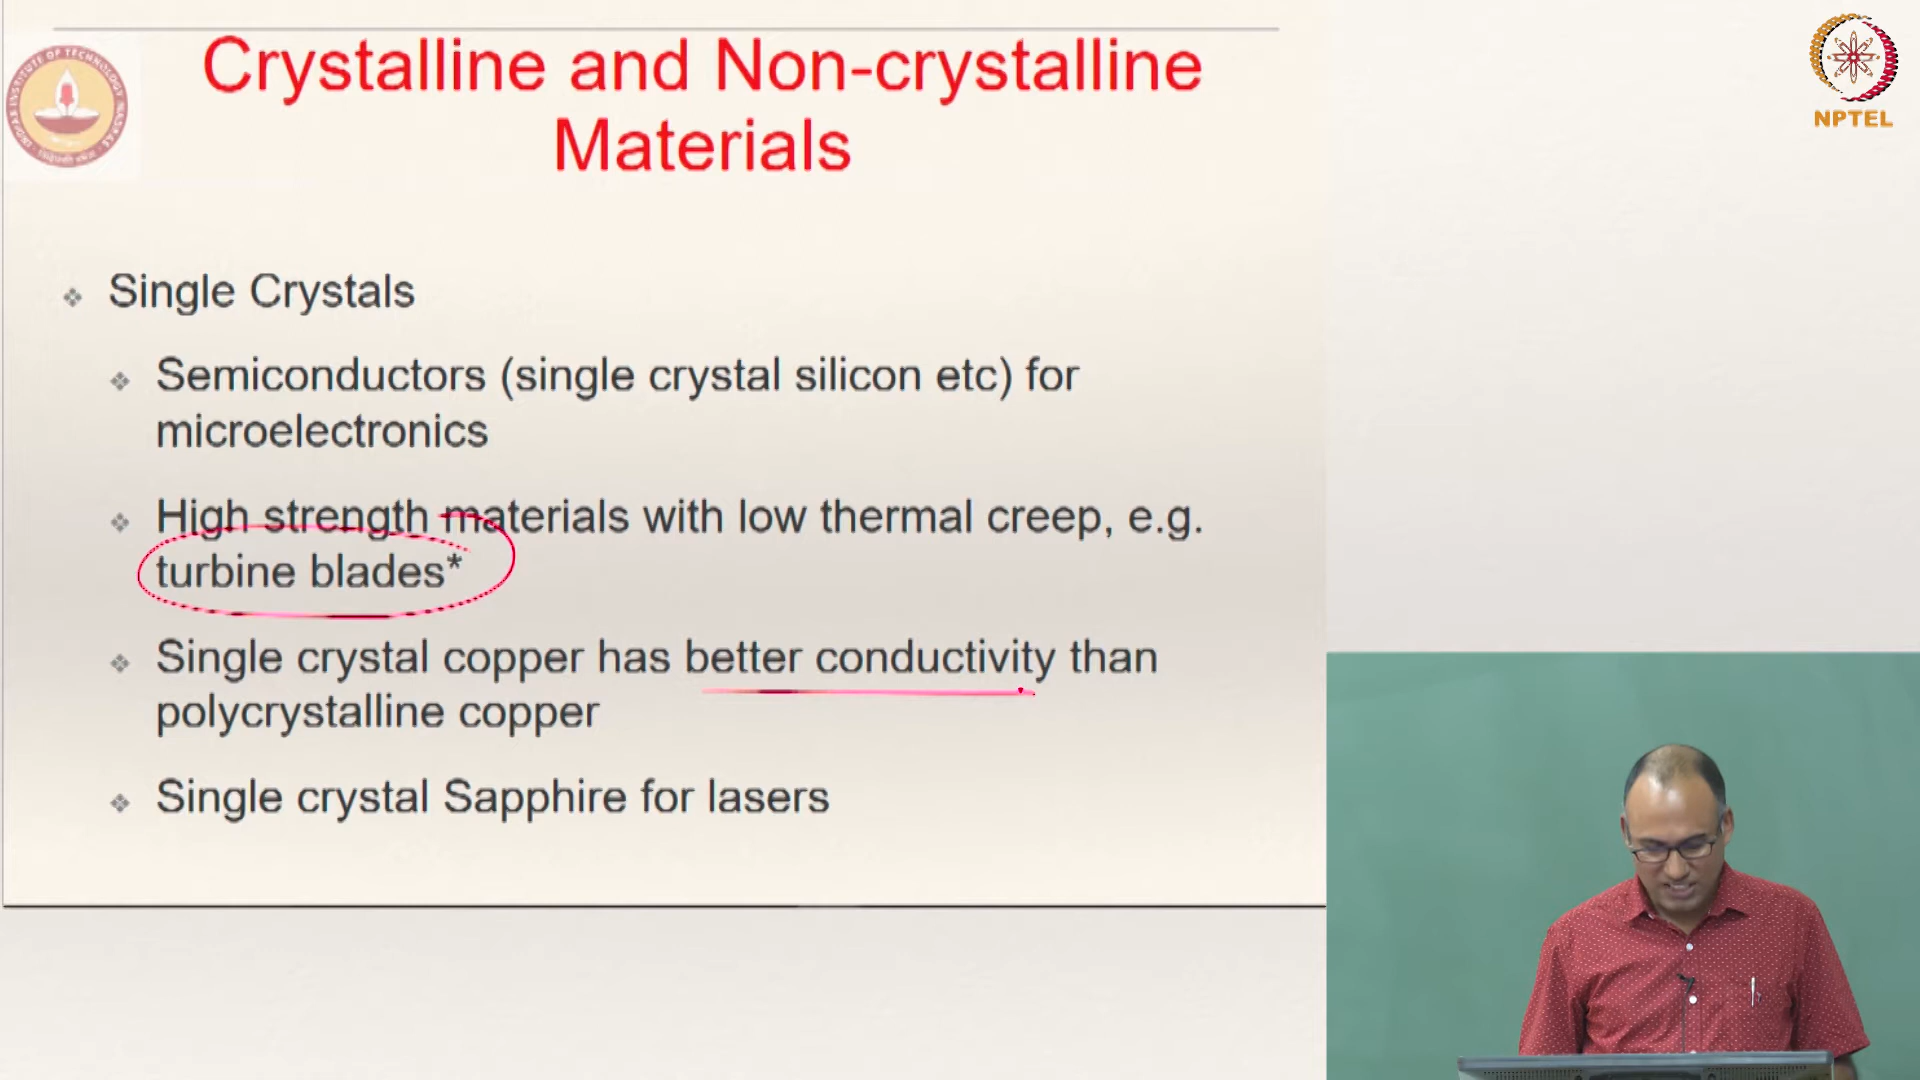 Crystalline and Non-crystalline
Materials
NPTEL
Single Crystals
Semiconductors (single crystal silicon etc) for
microelectronics
High strength materials with low thermal creep, e.g.
turbine blades*
Single crystal copper has better conductivity than
polycrystalline copper
Single crystal Sapphire for lasers